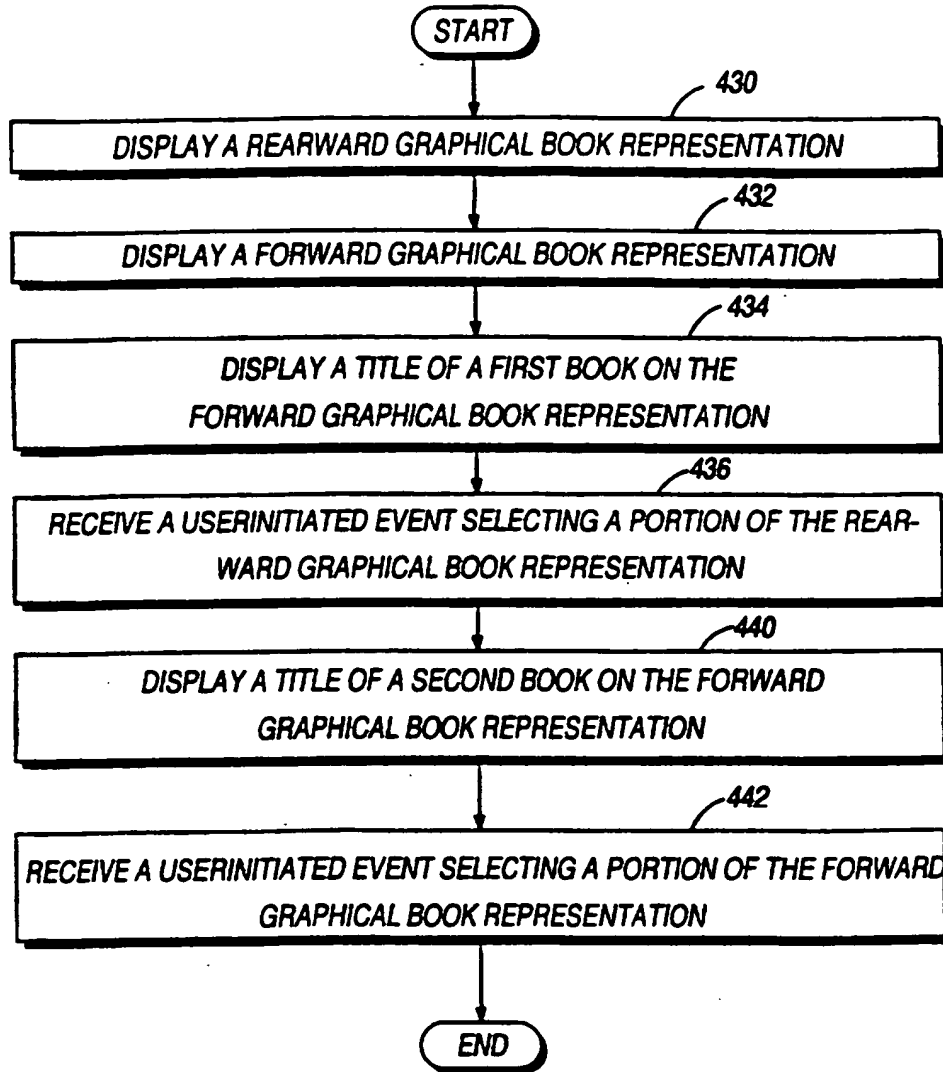 START
430
DISPLAY A REARWARD GRAPHICAL BOOK REPRESENTATION
432
DISPLAY A FORWARD GRAPHICAL BOOK REPRESENTATION
434
DISPLAY A TITLE OF A FIRST BOOK ON THE
FORWARD GRAPHICAL BOOK REPRESENTATION
436
RECEIVE A USERINITIATED EVENT SELECTING A PORTION OF THE REAR-
WARD GRAPHICAL BOOK REPRESENTATION
440
DISPLAY A TITLE OF A SECOND BOOK ON THE FORWARD
GRAPHICAL BOOK REPRESENTATION
442
RECEIVE A USERINITIATED EVENT SELECTING A PORTION OF THE FORWARD
GRAPHICAL BOOK REPRESENTATION
END